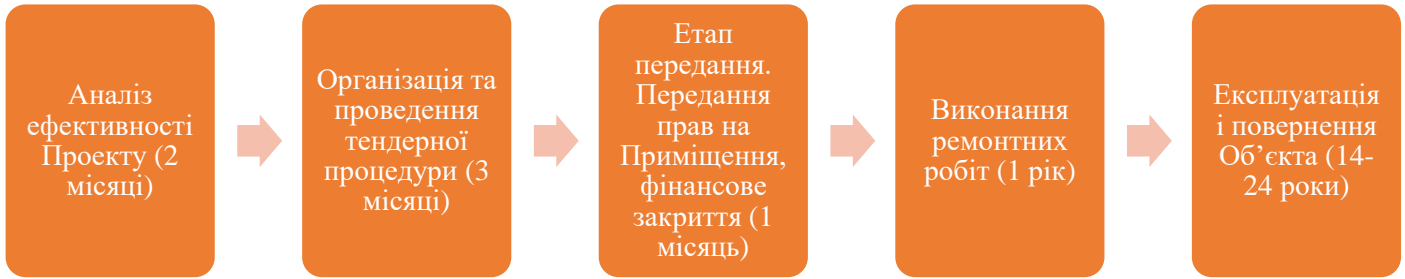 Аналіз
ефективності
Проекту (2
місяці)
Організація та
проведення
тендерної
процедури (3
місяці)
Етап
передання.
Передання
прав на
Приміщення,
фінансове
закриття (1
місяць)
Виконання
ремонтних
робіт (1 рік)
Експлуатація
і повернення
Об’єкта (14-
24 роки)